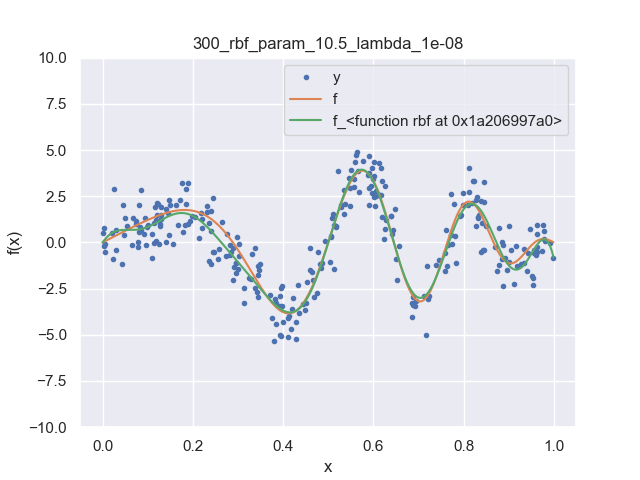 300_rbf_param_10.5_lambda_1e-08
10.0
7.5
5.0
2.5
0.0
−2.5
−5.0
−7.5
−10.0
f(x)
y
f
f_<function rbf at 0x1a206997a0>
0.0 0.2 0.4 0.6 0.8 1.0
x